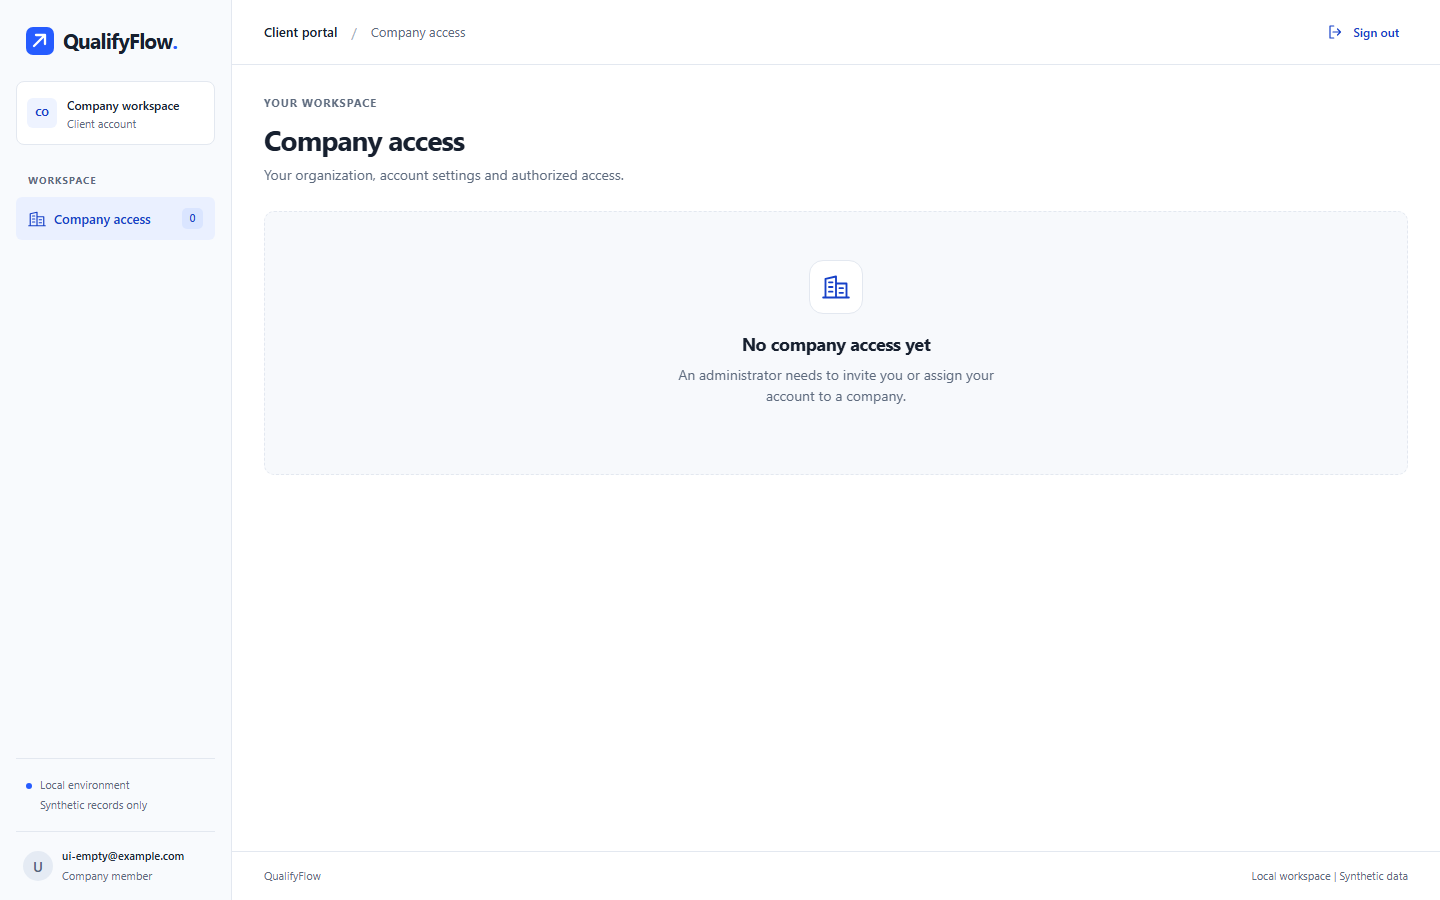 QualifyFlow.
CO
Company workspace
Client account
WORKSPACE
Company access 0
Local environment
Synthetic records only
U
ui-empty@example.com
Company member
Client portal / Company access
Sign out
YOUR WORKSPACE
Company access
Your organization, account settings and authorized access.
No company access yet
An administrator needs to invite you or assign your
account to a company.
QualifyFlow
Local workspace | Synthetic data